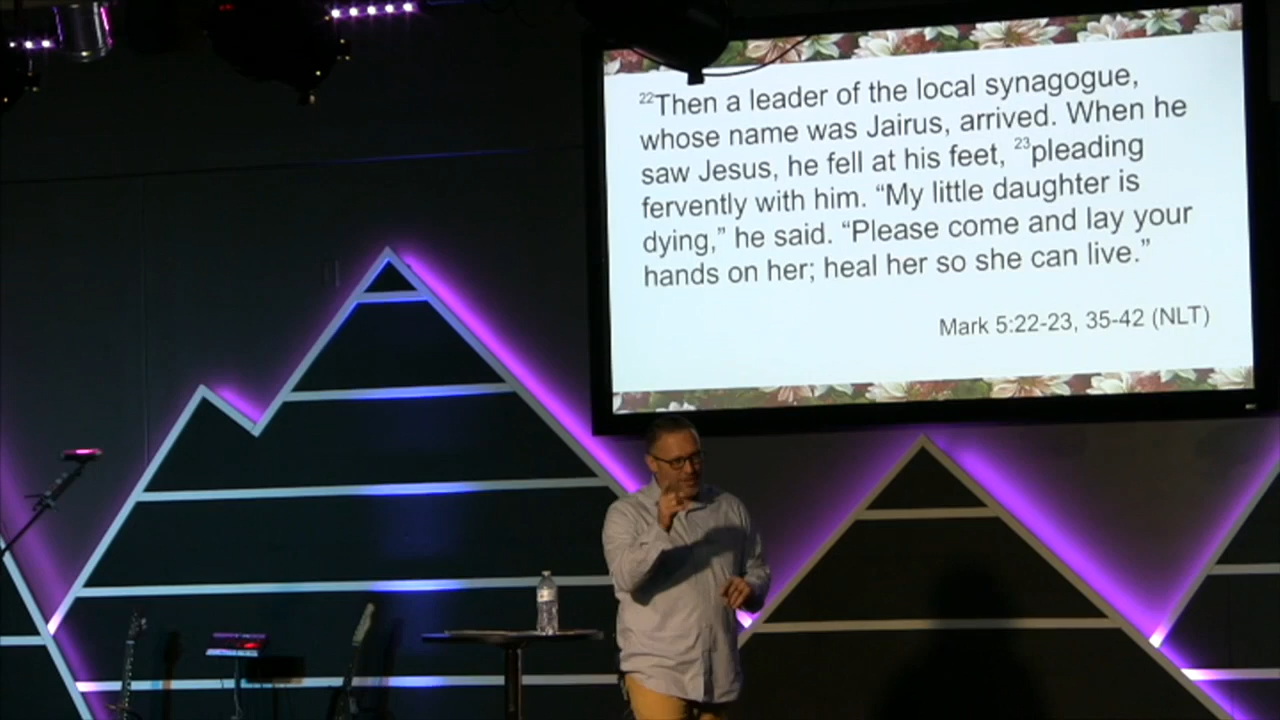 22Then a leader of the local synagogue,
whose name was Jairus, arrived. When he
saw Jesus, he fell at his feet, 23pleading
fervently with him. “My little daughter is
dying,” he said. “Please come and lay your
hands on her; heal her so she can live.”
Mark 5:22-23, 35-42 (NLT)